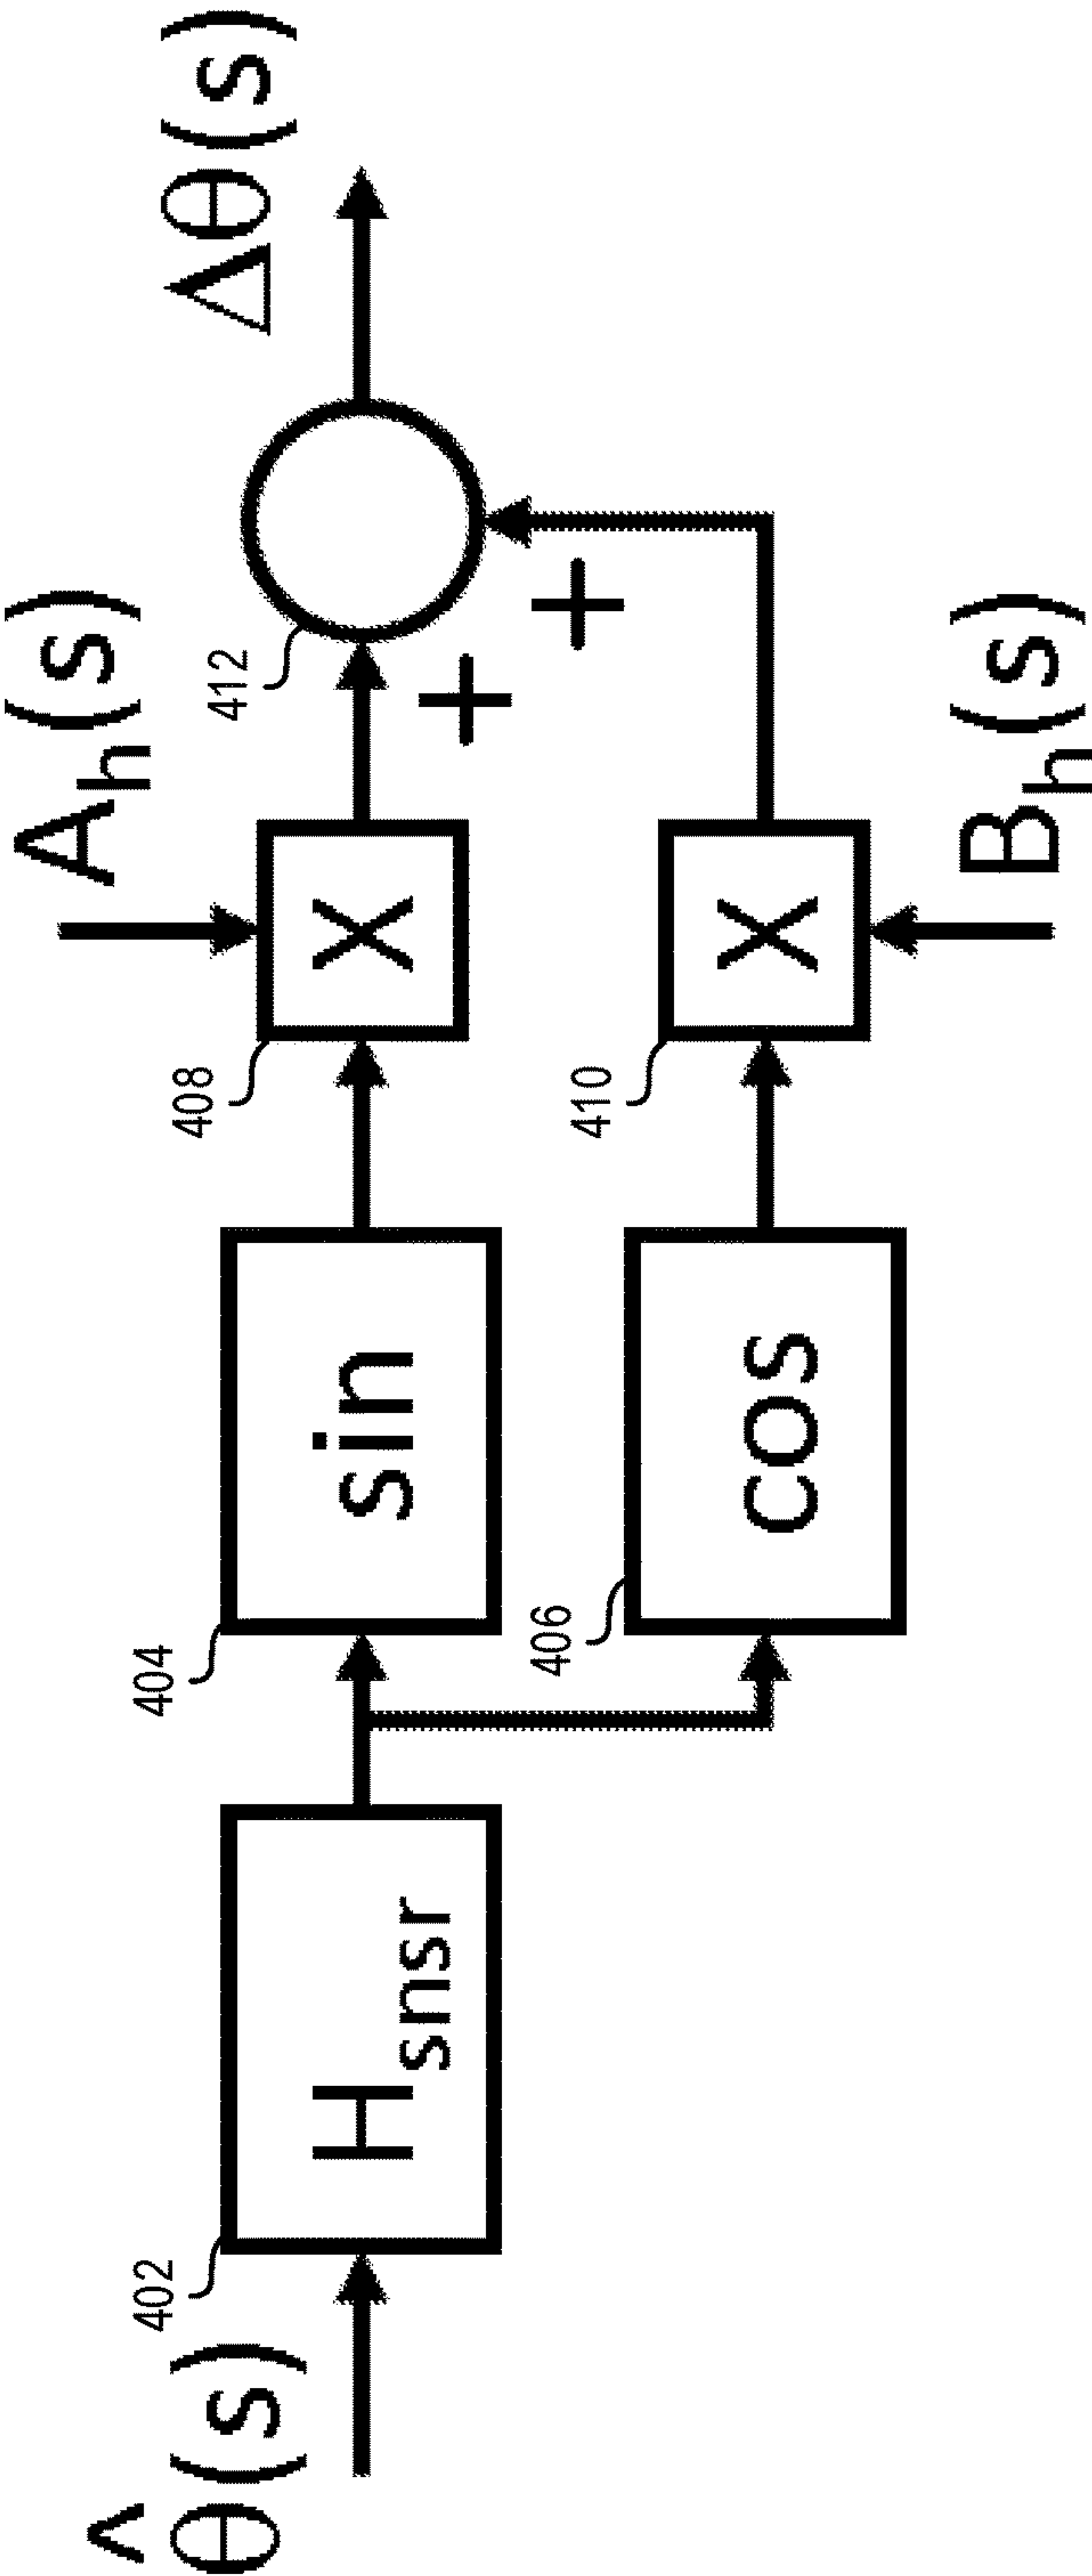 θ̂(s)
402
H_snsr
404
sin
406
cos
408
X
A_h(s)
410
X
B_h(s)
412
+
+
Δθ(s)